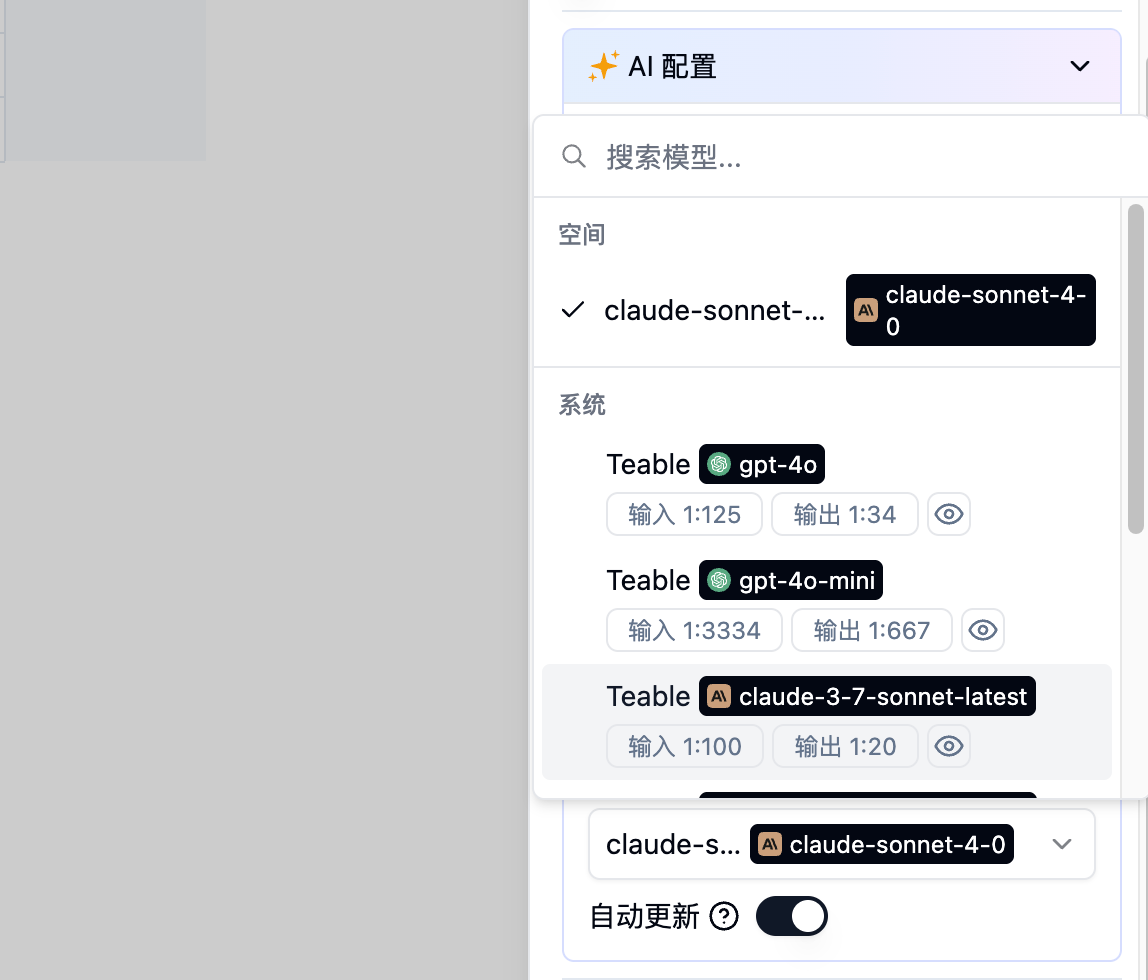 AI 配置
搜索模型...
空间
claude-sonnet-... claude-sonnet-4-
0
系统
Teable gpt-4o
输入 1:125 输出 1:34
Teable gpt-4o-mini
输入 1:3334 输出 1:667
Teable claude-3-7-sonnet-latest
输入 1:100 输出 1:20
claude-s... claude-sonnet-4-0
自动更新